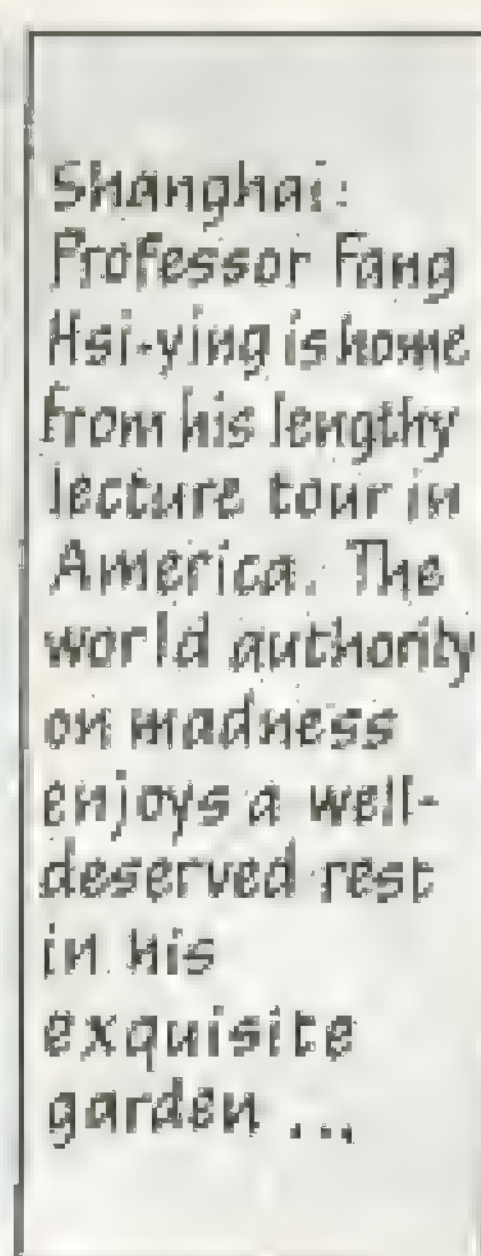 Shanghai:
Professor Fang
Hsi-ying is home
from his lengthy
lecture tour in
America. The
world authority
on madness
enjoys a well-
deserved rest
in his
exquisite
garden ...